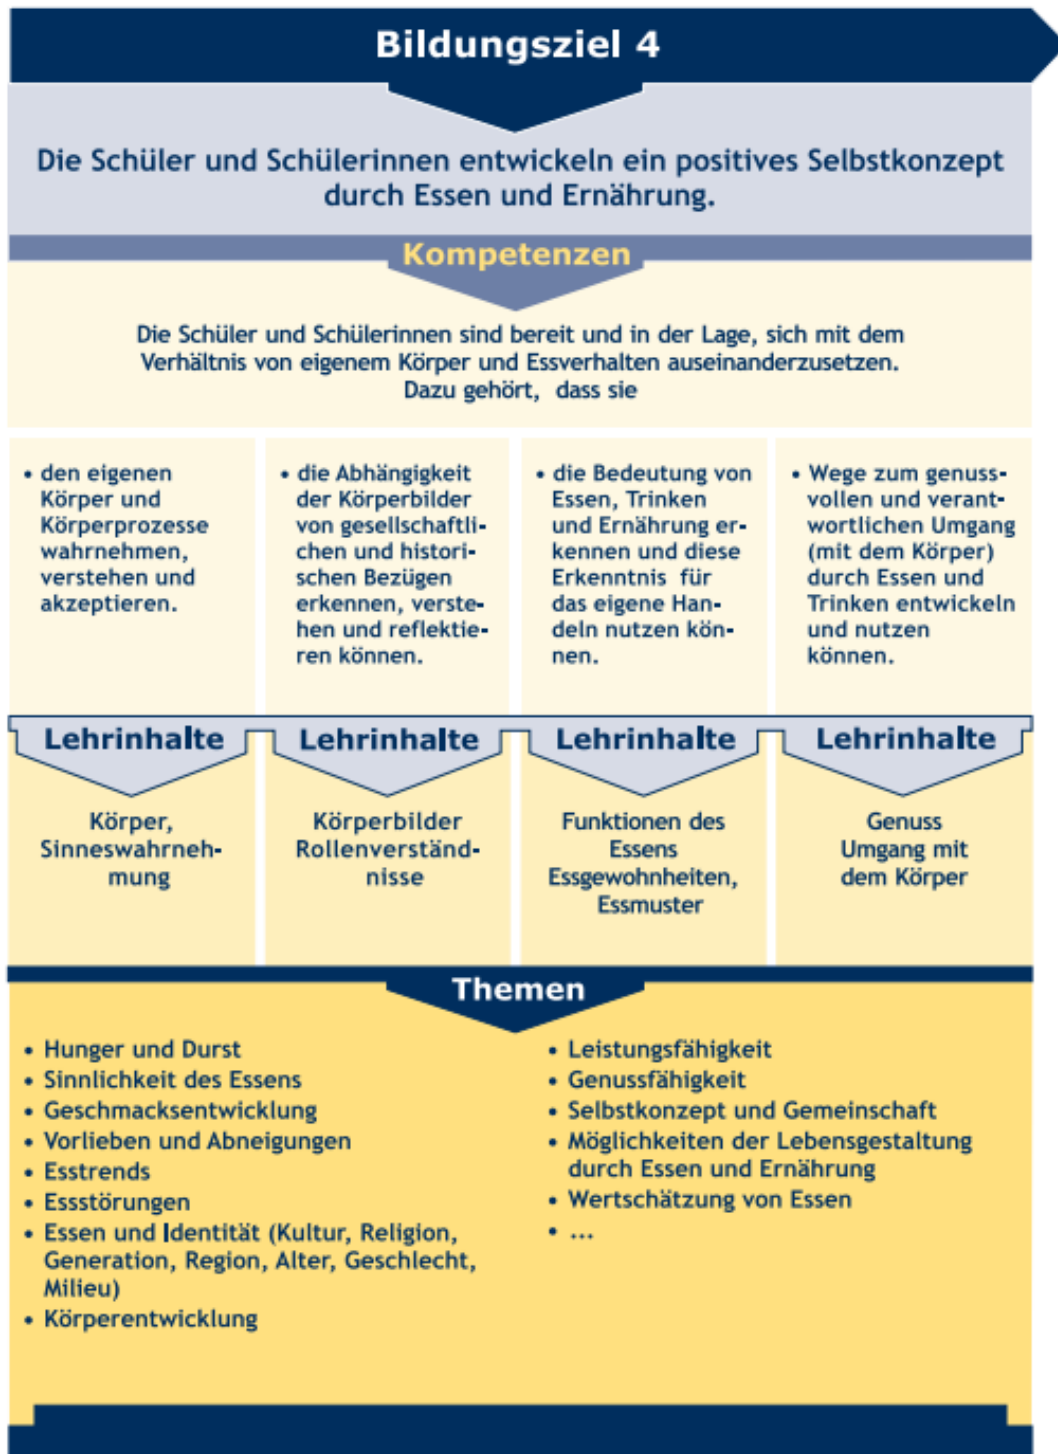 Bildungsziel 4
Die Schüler und Schülerinnen entwickeln ein positives Selbstkonzept
durch Essen und Ernährung.
Kompetenzen
Die Schüler und Schülerinnen sind bereit und in der Lage, sich mit dem
Verhältnis von eigenem Körper und Essverhalten auseinanderzusetzen.
Dazu gehört, dass sie
• den eigenen
Körper und
Körperprozesse
wahrnehmen,
verstehen und
akzeptieren.
• die Abhängigkeit
der Körperbilder
von gesellschaftli-
chen und histori-
schen Bezügen
erkennen, verste-
hen und reflektie-
ren können.
• die Bedeutung von
Essen, Trinken
und Ernährung er-
kennen und diese
Erkenntnis für
das eigene Han-
deln nutzen kön-
nen.
• Wege zum genuss-
vollen und verant-
wortlichen Umgang
(mit dem Körper)
durch Essen und
Trinken entwickeln
und nutzen
können.
Lehrinhalte
Körper,
Sinneswahrneh-
mung
Lehrinhalte
Körperbilder
Rollenverständ-
nisse
Lehrinhalte
Funktionen des
Essens
Essgewohnheiten,
Essmuster
Lehrinhalte
Genuss
Umgang mit
dem Körper
Themen
• Hunger und Durst
• Sinnlichkeit des Essens
• Geschmacksentwicklung
• Vorlieben und Abneigungen
• Esstrends
• Essstörungen
• Essen und Identität (Kultur, Religion,
Generation, Region, Alter, Geschlecht,
Milieu)
• Körperentwicklung
• Leistungsfähigkeit
• Genussfähigkeit
• Selbstkonzept und Gemeinschaft
• Möglichkeiten der Lebensgestaltung
durch Essen und Ernährung
• Wertschätzung von Essen
• ...